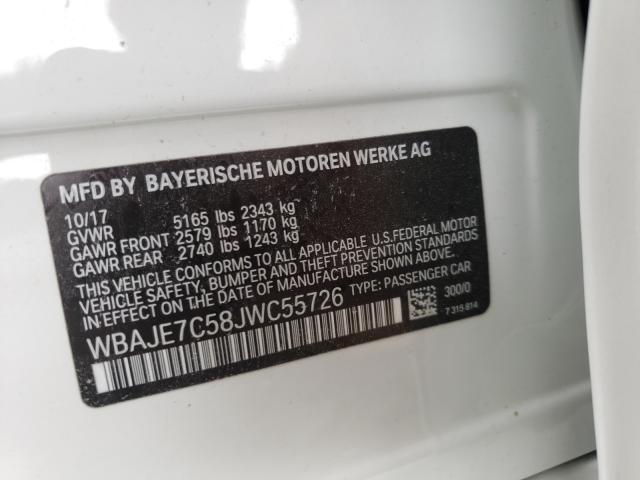 MFD BY BAYERISCHE MOTOREN WERKE AG
10/17
GVWR 5165 lbs 2343 kg
GAWR FRONT 2579 lbs 1170 kg
GAWR REAR 2740 lbs 1243 kg
THIS VEHICLE CONFORMS TO ALL APPLICABLE U.S.FEDERAL MOTOR
VEHICLE SAFETY, BUMPER AND THEFT PREVENTION STANDARDS
IN EFFECT ON THE DATE OF MANUFACTURE SHOWN ABOVE.
WBAJE7C58JWC55726 TYPE: PASSENGER CAR
300/0
7 315 814